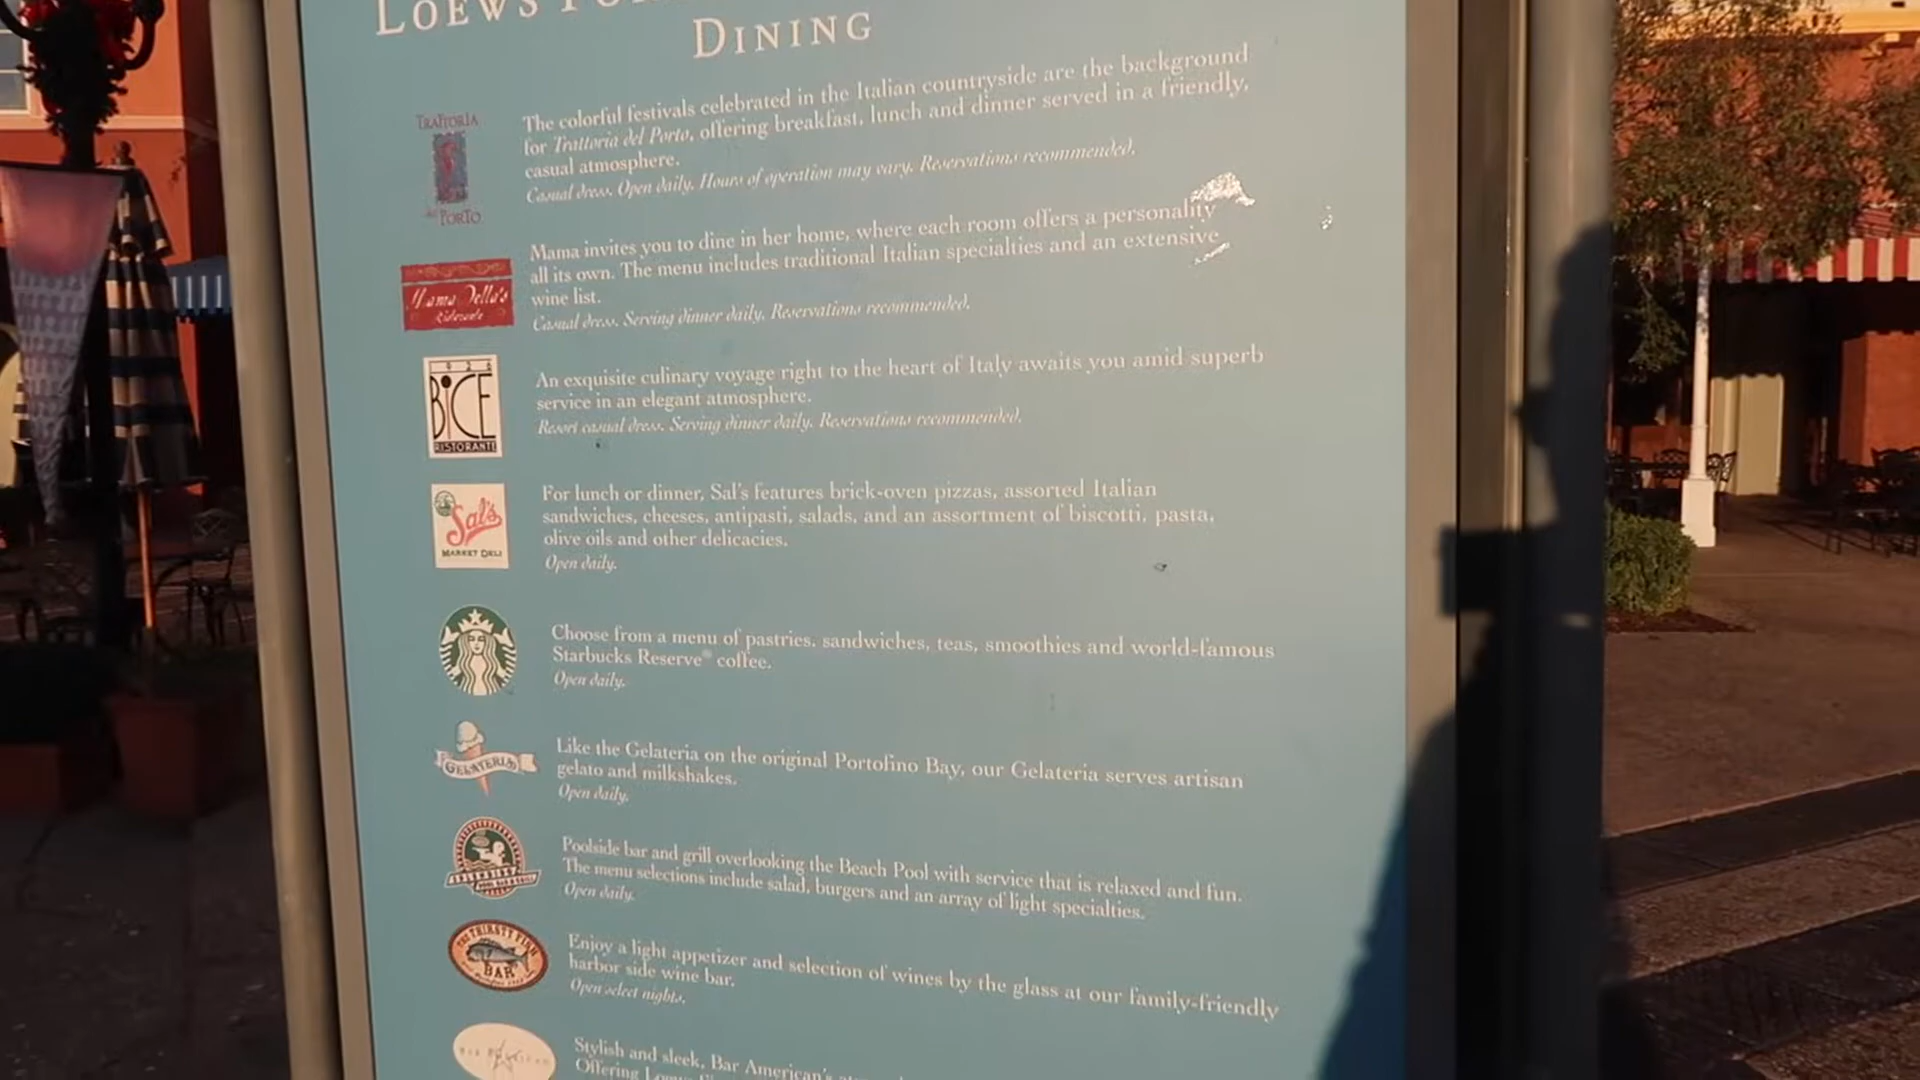 LOEWS
DINING
TRATTORIA
PORTO
The colorful festivals celebrated in the Italian countryside are the background
for Trattoria del Porto, offering breakfast, lunch and dinner served in a friendly,
casual atmosphere.
Casual dress. Open daily. Hours of operation may vary. Reservations recommended.
Mama Della's
Ristorante
Mama invites you to dine in her home, where each room offers a personality
all its own. The menu includes traditional Italian specialties and an extensive
wine list.
Casual dress. Serving dinner daily. Reservations recommended.
1926
BiCE
RISTORANTE
An exquisite culinary voyage right to the heart of Italy awaits you amid superb
service in an elegant atmosphere.
Resort casual dress. Serving dinner daily. Reservations recommended.
Sal's
MARKET DELI
For lunch or dinner, Sal's features brick-oven pizzas, assorted Italian
sandwiches, cheeses, antipasti, salads, and an assortment of biscotti, pasta,
olive oils and other delicacies.
Open daily.
Choose from a menu of pastries, sandwiches, teas, smoothies and world-famous
Starbucks Reserve® coffee.
Open daily.
GELATERIA
Like the Gelateria on the original Portofino Bay, our Gelateria serves artisan
gelato and milkshakes.
Open daily.
Poolside bar and grill overlooking the Beach Pool with service that is relaxed and fun.
The menu selections include salad, burgers and an array of light specialties.
Open daily.
THE THIRSTY FISH
BAR
Enjoy a light appetizer and selection of wines by the glass at our family-friendly
harbor side wine bar.
Open select nights.
Stylish and sleek, Bar American's
Offering